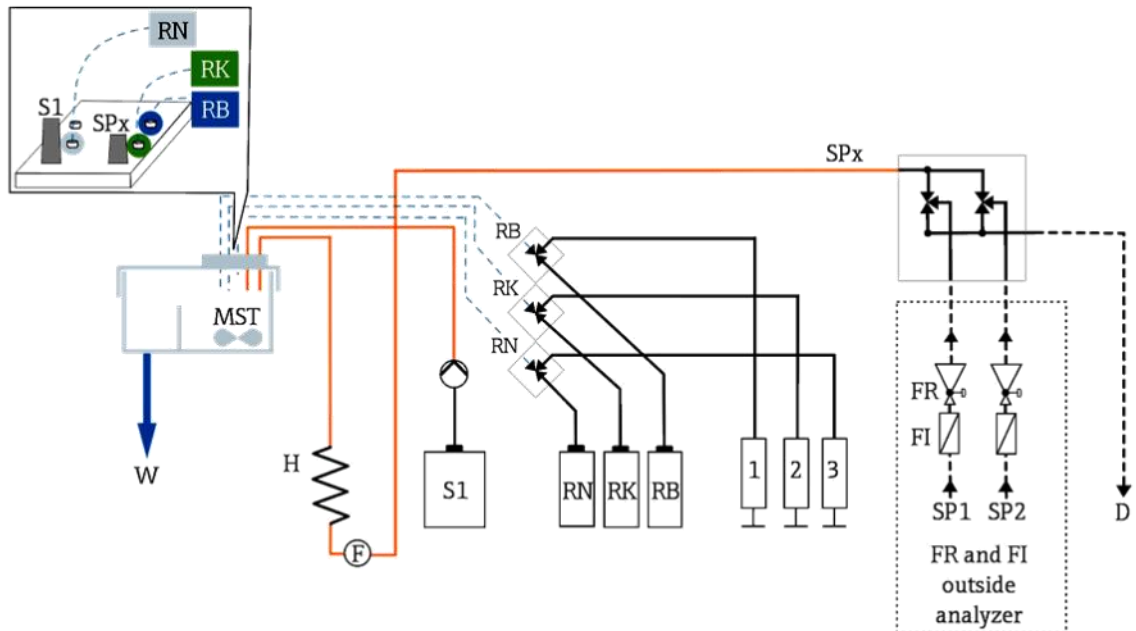 RN
RK
RB
S1
SPx
SPx
RB
RK
RN
MST
W
H
F
S1
RN
RK
RB
1
2
3
FR
FI
SP1
SP2
D
FR and FI
outside
analyzer